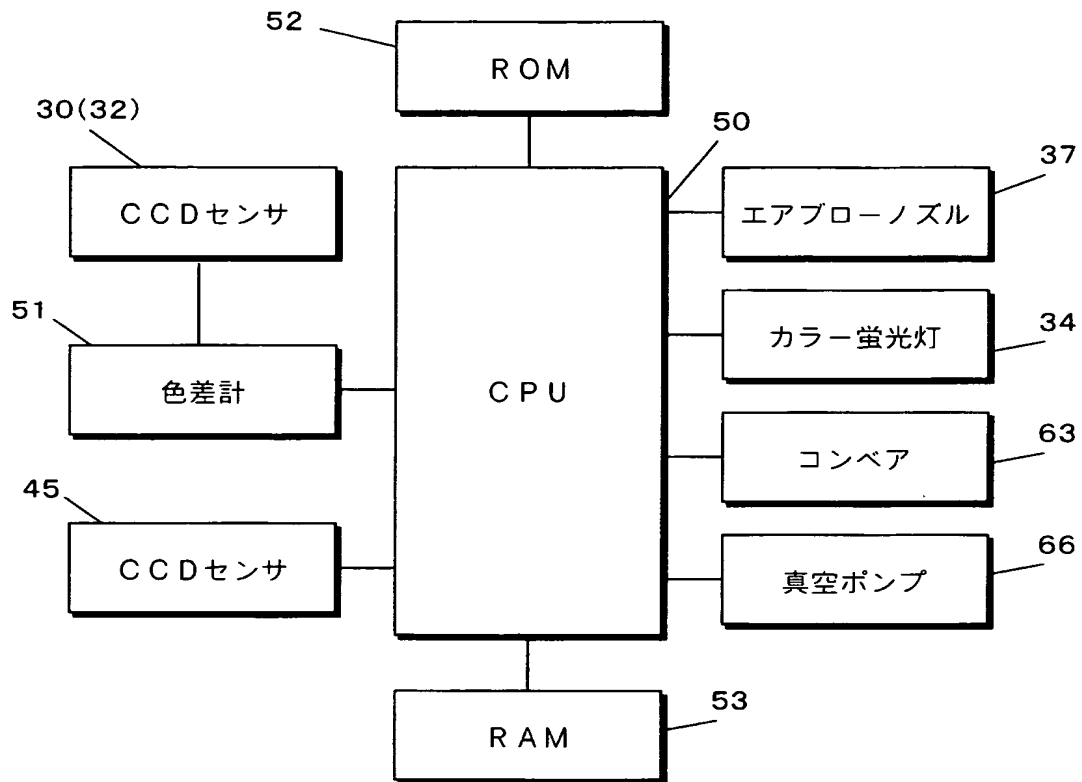 52
ＲＯＭ
30(32)
ＣＣＤセンサ
50
37
エアブローノズル
51
色差計
ＣＰＵ
カラー蛍光灯
34
コンベア
63
45
ＣＣＤセンサ
真空ポンプ
66
ＲＡＭ
53